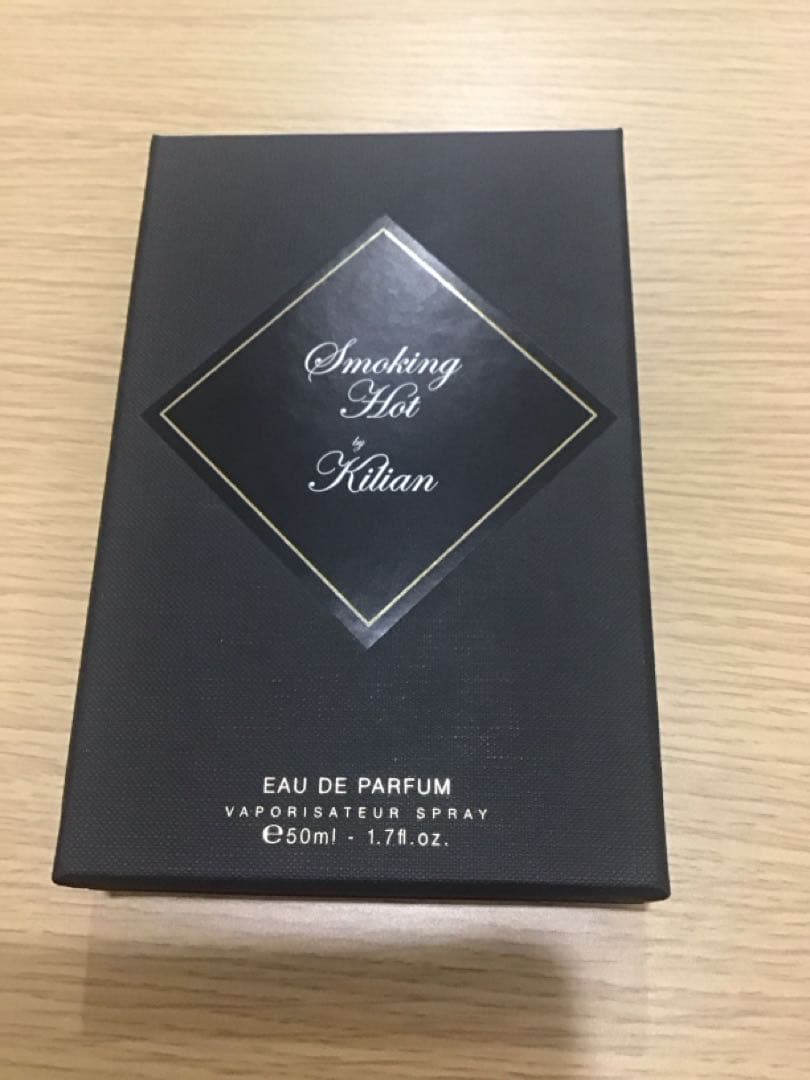 Smoking
Hot
by
Kilian
EAU DE PARFUM
VAPORISATEUR SPRAY
℮50ml - 1.7fl.oz.